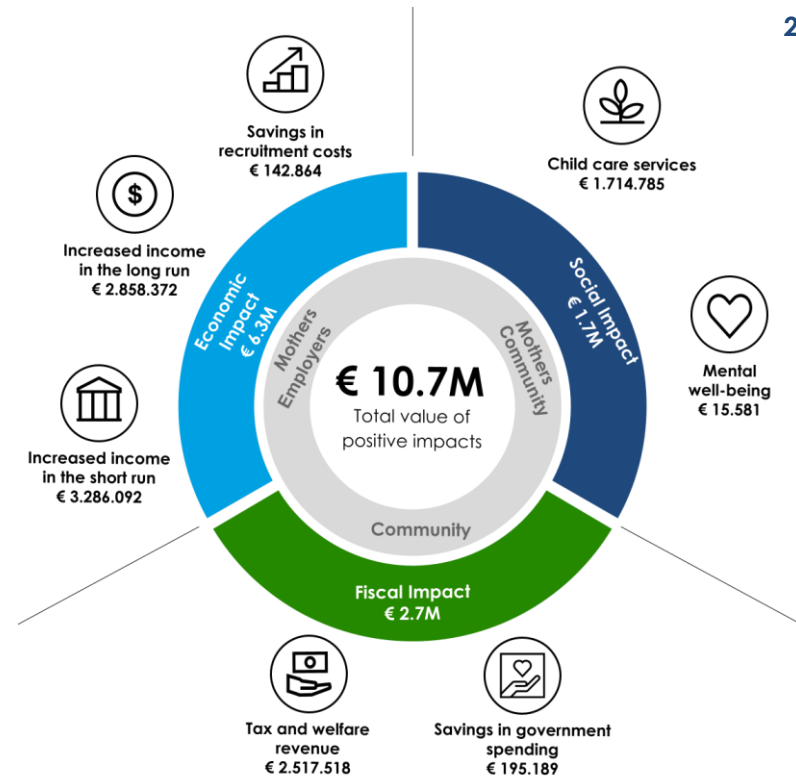 2
Savings in
recruitment costs
€ 142.864
Child care services
€ 1.714.785
$
Increased income
in the long run
€ 2.858.372
Economic
Impact
€ 6.3M
Social Impact
€ 1.7M
Mothers
Employers
Mothers
Community
€ 10.7M
Total value of
positive impacts
Mental
well-being
€ 15.581
Increased income
in the short run
€ 3.286.092
Community
Fiscal Impact
€ 2.7M
Tax and welfare
revenue
€ 2.517.518
Savings in government
spending
€ 195.189